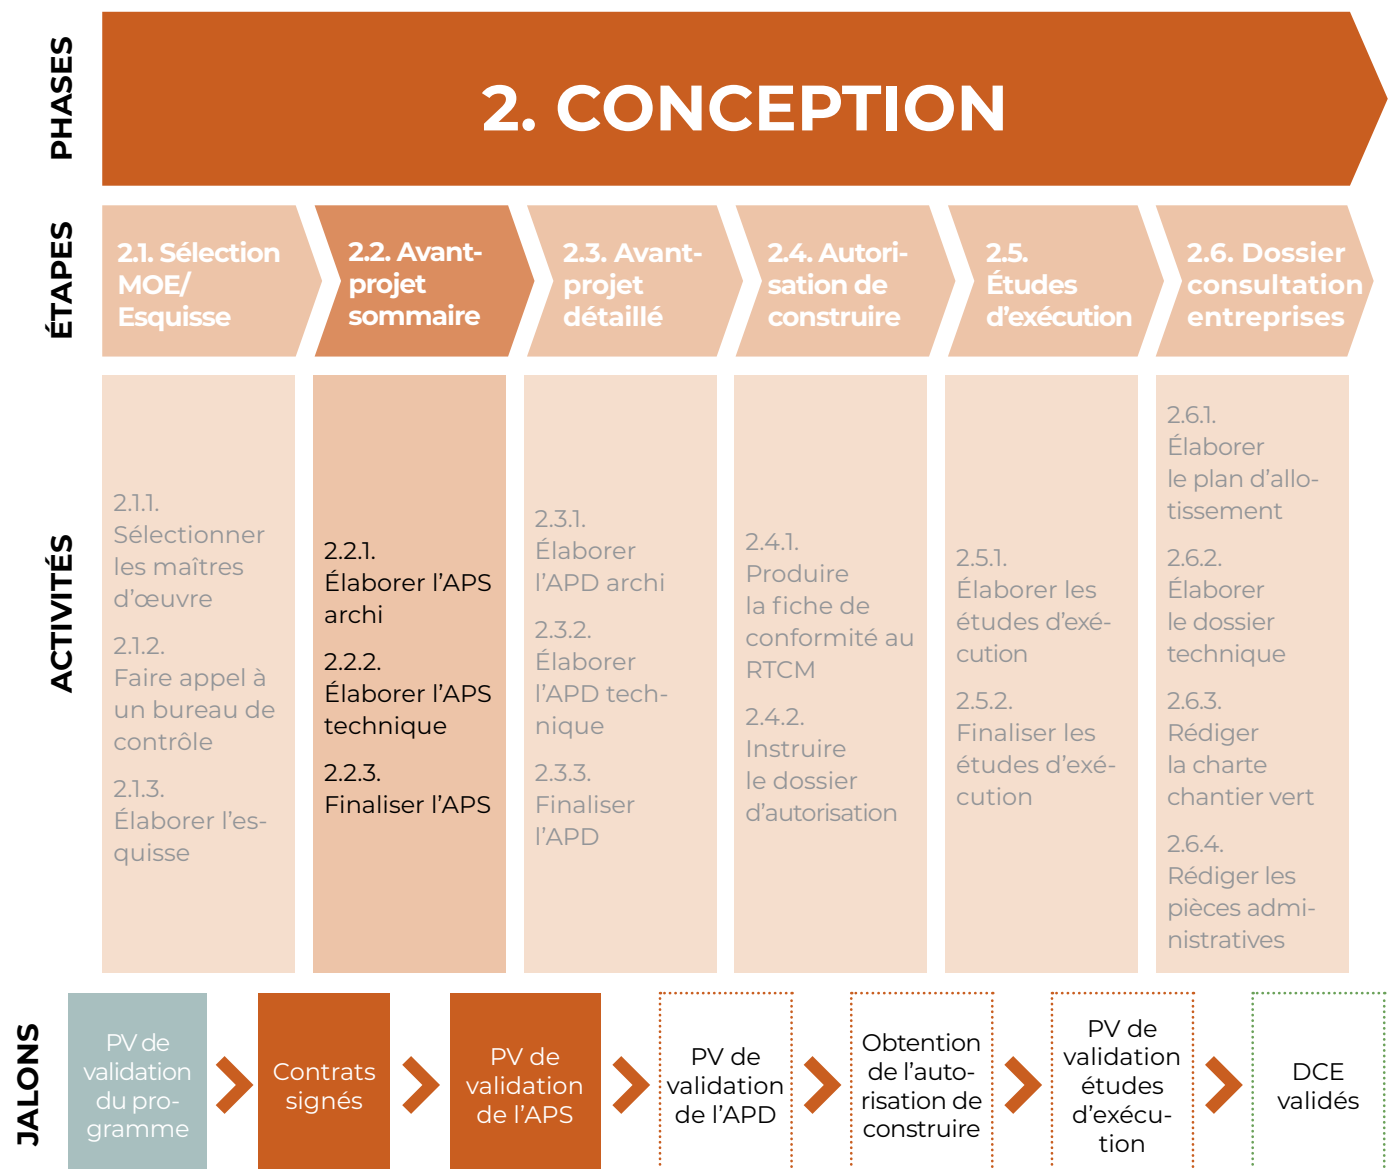 PHASES
2. CONCEPTION
ÉTAPES
2.1. Sélection
MOE/
Esquisse
2.2. Avant-
projet
sommaire
2.3. Avant-
projet
détaillé
2.4. Autori-
sation de
construire
2.5.
Études
d’exécution
2.6. Dossier
consultation
entreprises
ACTIVITÉS
2.1.1.
Sélectionner
les maîtres
d’œuvre
2.1.2.
Faire appel à
un bureau de
contrôle
2.1.3.
Élaborer l’es-
quisse
2.2.1.
Élaborer l’APS
archi
2.2.2.
Élaborer l’APS
technique
2.2.3.
Finaliser l’APS
2.3.1.
Élaborer
l’APD archi
2.3.2.
Élaborer
l’APD tech-
nique
2.3.3.
Finaliser
l’APD
2.4.1.
Produire
la fiche de
conformité au
RTCM
2.4.2.
Instruire
le dossier
d’autorisation
2.5.1.
Élaborer les
études d’exé-
cution
2.5.2.
Finaliser les
études d’exé-
cution
2.6.1.
Élaborer
le plan d’allo-
tissement
2.6.2.
Élaborer
le dossier
technique
2.6.3.
Rédiger
la charte
chantier vert
2.6.4.
Rédiger les
pièces admi-
nistratives
JALONS
PV de
validation
du pro-
gramme
Contrats
signés
PV de
validation
de l’APS
PV de
validation
de l’APD
Obtention
de l’auto-
risation de
construire
PV de
validation
études
d’exécu-
tion
DCE
validés